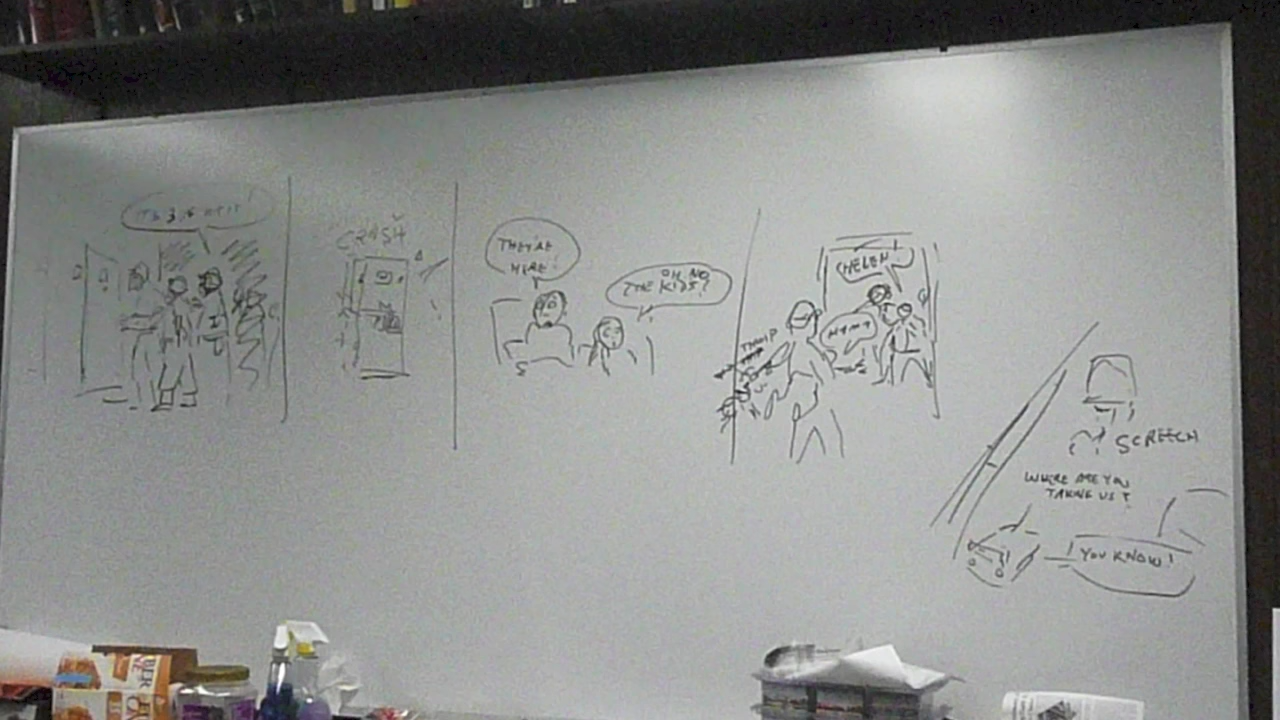 CRASH
THEY'RE
HERE!
OH NO,
THE KIDS!
THWIP
HELEN!
SCREECH
WHERE ARE YOU
TAKING US?
YOU KNOW!